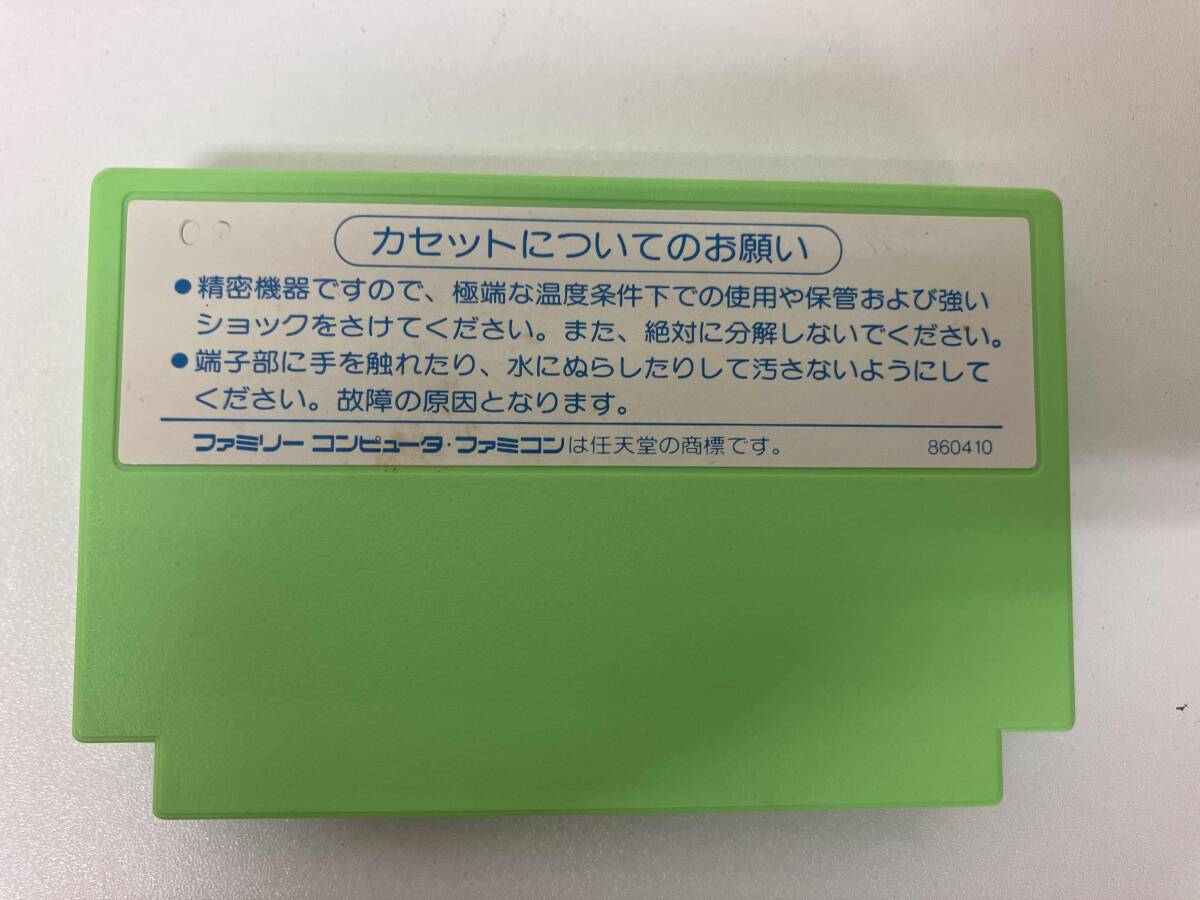 カセットについてのお願い
●精密機器ですので、極端な温度条件下での使用や保管および強い
ショックをさけてください。また、絶対に分解しないでください。
●端子部に手を触れたり、水にぬらしたりして汚さないようにして
ください。故障の原因となります。
ファミリー コンピュータ・ファミコンは任天堂の商標です。 860410